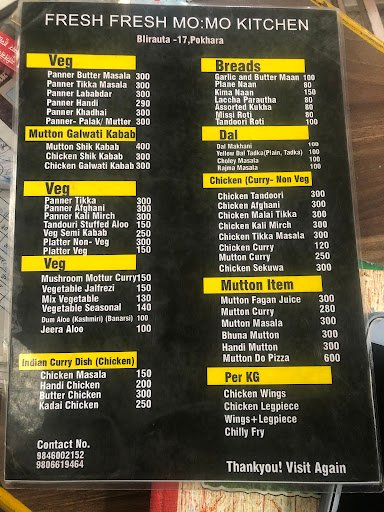 FRESH FRESH MO:MO KITCHEN
Blirauta -17,Pokhara
Veg
Panner Butter Masala 300
Panner Tikka Masala 300
Panner Lababdar 300
Panner Handi 290
Panner Khadhai 300
Panner- Palak/ Mutter 300
Mutton Galwati Kabab
Mutton Shik Kabab 400
Chicken Shik Kabab 300
Chicken Galwati Kabab 300
Veg
Panner Tikka 300
Panner Afghani 300
Panner Kali Mirch 300
Tandouri Stuffed Aloo 150
Veg Semi Kabab 250
Platter Non- Veg 300
Platter Veg 150
Veg
Mushroom Mottur Curry 150
Vegetable Jalfrezi 150
Mix Vegetable 130
Vegetable Seasonal 140
Dum Aloe (Kashmiri) (Banarsi) 100
Jeera Aloe 100
Indian Curry Dish (Chicken)
Chicken Masala 150
Handi Chicken 200
Butter Chicken 300
Kadai Chicken 250
Contact No.
9846002152
9806619464
Breads
Garlic and Butter Naan 100
Plane Naan 80
Kima Naan 150
Laccha Parautha 80
Assorted Kukha 80
Missi Roti 80
Tandoori Roti 100
Dal
Dal Makhani 100
Yellow Dal Tadka(Plain, Tadka) 100
Choley Masala 100
Rajma Masala 100
Chicken (Curry- Non Veg
Chicken Tandoori 300
Chicken Afghani 300
Chicken Malai Tikka 300
Chicken Kali Mirch 300
Chicken Tikka Masala 300
Chicken Curry 120
Mutton Curry 250
Chicken Sekuwa 300
Mutton Item
Mutton Fagan Juice 300
Mutton Curry 280
Mutton Masala 300
Bhuna Mutton 300
Handi Mutton 300
Mutton Do Pizza 600
Per KG
Chicken Wings
Chicken Legpiece
Wings+Legpiece
Chilly Fry
Thankyou! Visit Again